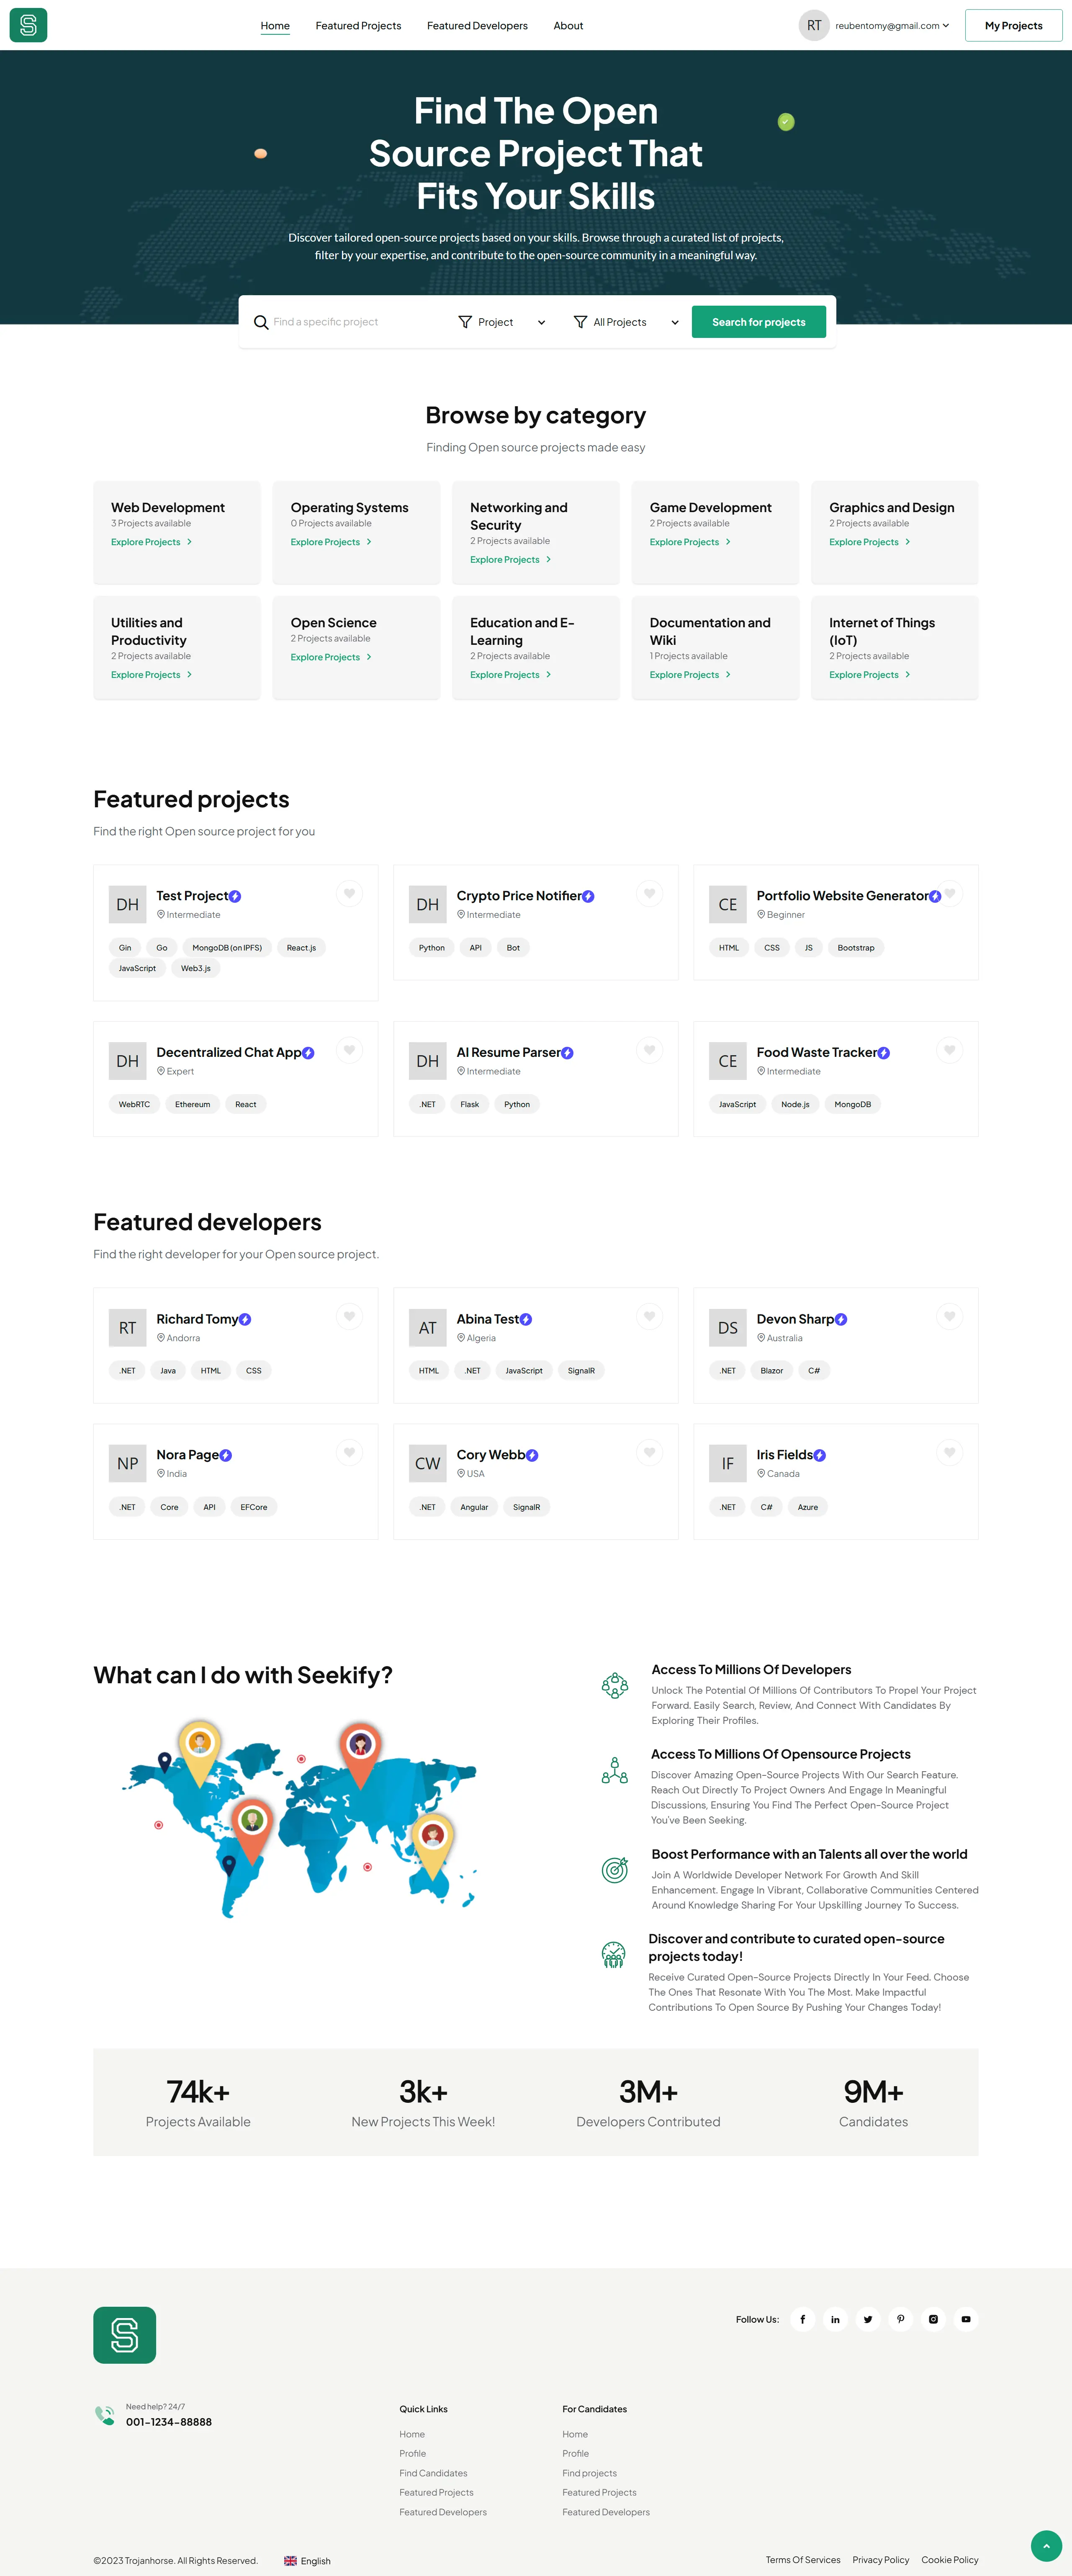 S
Home
Featured Projects
Featured Developers
About
RT
reubentomy@gmail.com
My Projects
Find The Open
Source Project That
Fits Your Skills
Discover tailored open-source projects based on your skills. Browse through a curated list of projects,
filter by your expertise, and contribute to the open-source community in a meaningful way.
Find a specific project
Project
All Projects
Search for projects
Browse by category
Finding Open source projects made easy
Web Development
3 Projects available
Explore Projects
Operating Systems
0 Projects available
Explore Projects
Networking and
Security
2 Projects available
Explore Projects
Game Development
2 Projects available
Explore Projects
Graphics and Design
2 Projects available
Explore Projects
Utilities and
Productivity
2 Projects available
Explore Projects
Open Science
2 Projects available
Explore Projects
Education and E-
Learning
2 Projects available
Explore Projects
Documentation and
Wiki
1 Projects available
Explore Projects
Internet of Things
(IoT)
2 Projects available
Explore Projects
Featured projects
Find the right Open source project for you
DH
Test Project
Intermediate
Gin
Go
MongoDB (on IPFS)
React.js
JavaScript
Web3.js
DH
Crypto Price Notifier
Intermediate
Python
API
Bot
CE
Portfolio Website Generator
Beginner
HTML
CSS
JS
Bootstrap
DH
Decentralized Chat App
Expert
WebRTC
Ethereum
React
DH
AI Resume Parser
Intermediate
.NET
Flask
Python
CE
Food Waste Tracker
Intermediate
JavaScript
Node.js
MongoDB
Featured developers
Find the right developer for your Open source project.
RT
Richard Tomy
Andorra
.NET
Java
HTML
CSS
AT
Abina Test
Algeria
HTML
.NET
JavaScript
SignalR
DS
Devon Sharp
Australia
.NET
Blazor
C#
NP
Nora Page
India
.NET
Core
API
EFCore
CW
Cory Webb
USA
.NET
Angular
SignalR
IF
Iris Fields
Canada
.NET
C#
Azure
What can I do with Seekify?
Access To Millions Of Developers
Unlock The Potential Of Millions Of Contributors To Propel Your Project
Forward. Easily Search, Review, And Connect With Candidates By
Exploring Their Profiles.
Access To Millions Of Opensource Projects
Discover Amazing Open-Source Projects With Our Search Feature.
Reach Out Directly To Project Owners And Engage In Meaningful
Discussions, Ensuring You Find The Perfect Open-Source Project
You've Been Seeking.
Boost Performance with an Talents all over the world
Join A Worldwide Developer Network For Growth And Skill
Enhancement. Engage In Vibrant, Collaborative Communities Centered
Around Knowledge Sharing For Your Upskilling Journey To Success.
Discover and contribute to curated open-source
projects today!
Receive Curated Open-Source Projects Directly In Your Feed. Choose
The Ones That Resonate With You The Most. Make Impactful
Contributions To Open Source By Pushing Your Changes Today!
74k+
Projects Available
3k+
New Projects This Week!
3M+
Developers Contributed
9M+
Candidates
S
Follow Us:
Need help? 24/7
001-1234-88888
Quick Links
Home
Profile
Find Candidates
Featured Projects
Featured Developers
For Candidates
Home
Profile
Find projects
Featured Projects
Featured Developers
©2023 Trojanhorse. All Rights Reserved.
English
Terms Of Services
Privacy Policy
Cookie Policy